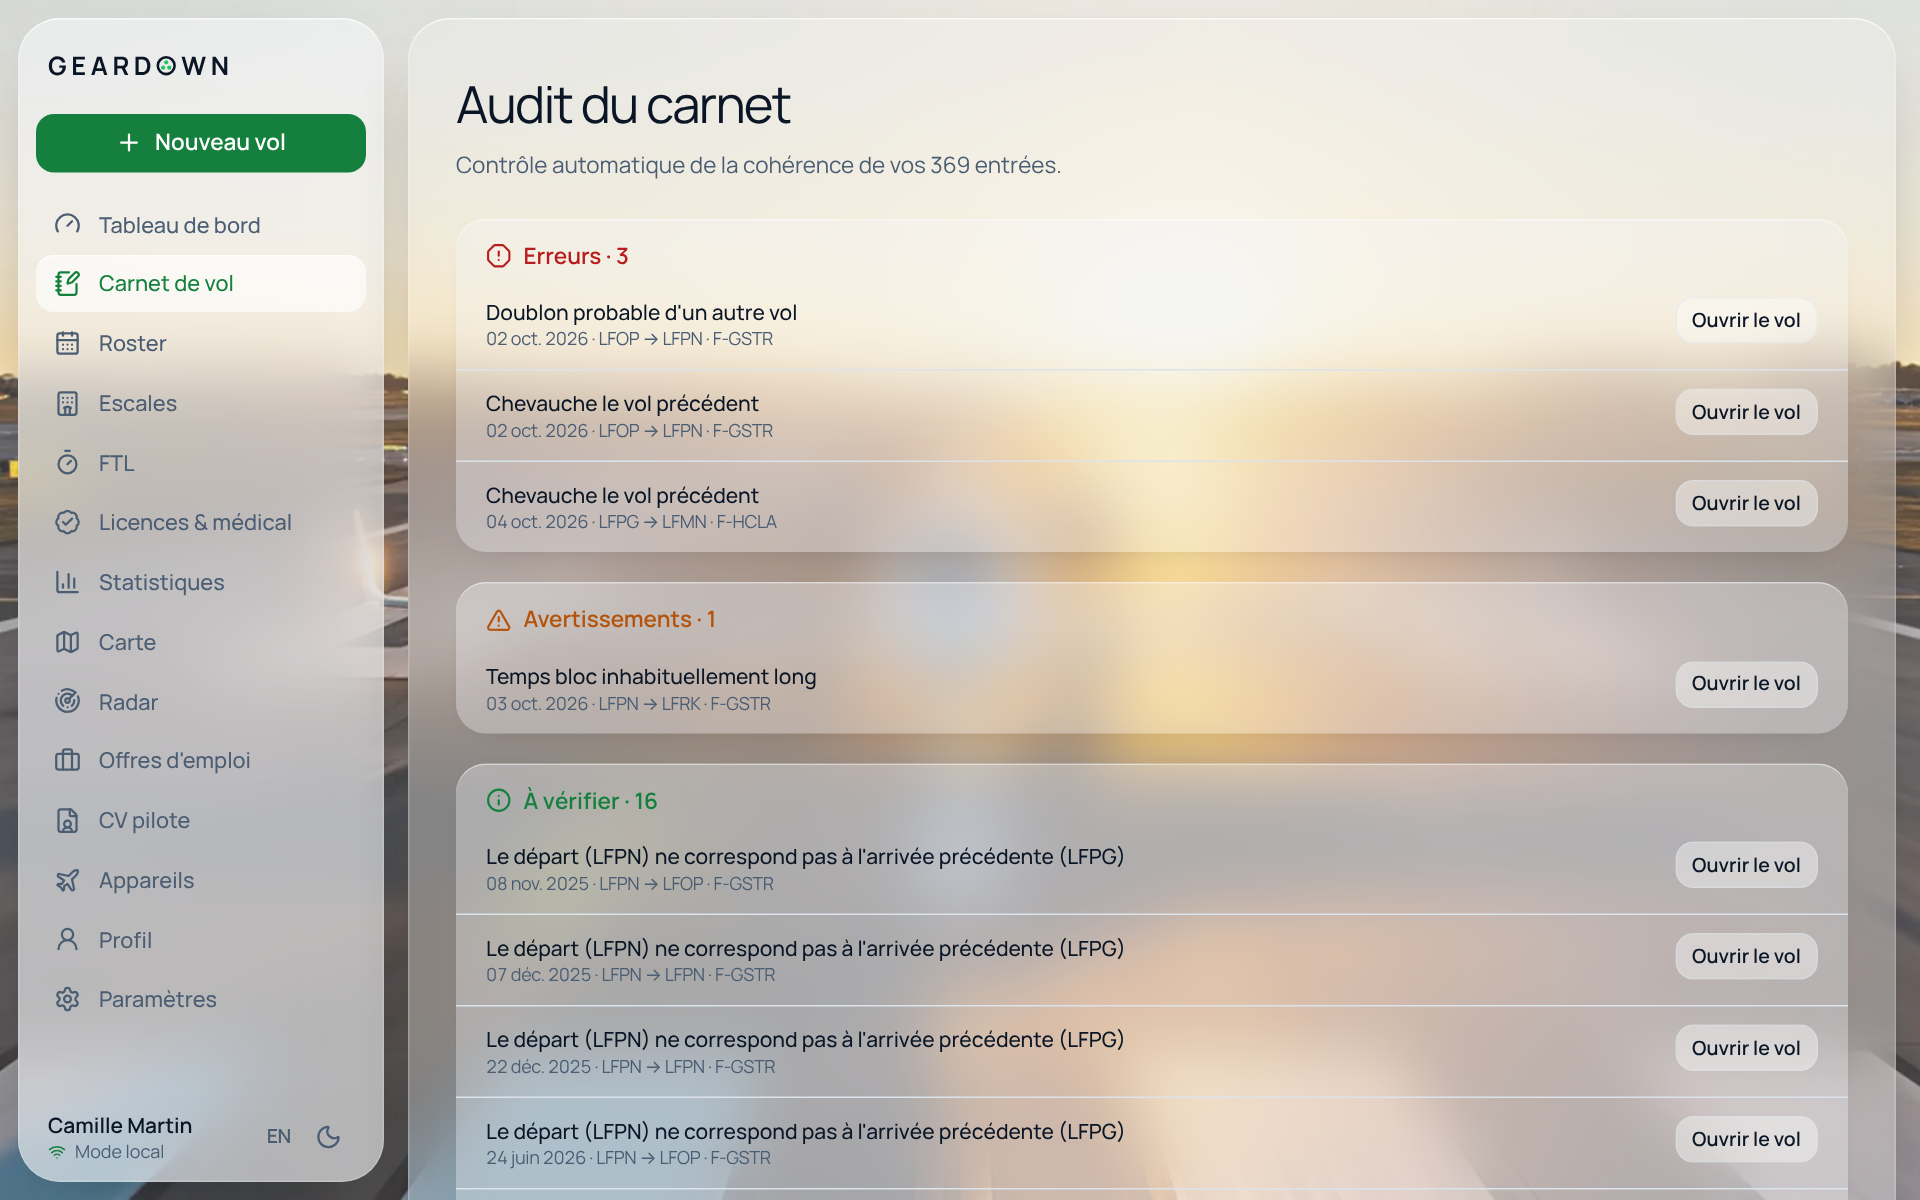 GEARDOWN
Nouveau vol
Tableau de bord
Carnet de vol
Roster
Escales
FTL
Licences & médical
Statistiques
Carte
Radar
Offres d'emploi
CV pilote
Appareils
Profil
Paramètres
Camille Martin
Mode local
EN
Audit du carnet
Contrôle automatique de la cohérence de vos 369 entrées.
Erreurs · 3
Doublon probable d'un autre vol
02 oct. 2026 · LFOP → LFPN · F-GSTR
Ouvrir le vol
Chevauche le vol précédent
02 oct. 2026 · LFOP → LFPN · F-GSTR
Ouvrir le vol
Chevauche le vol précédent
04 oct. 2026 · LFPG → LFMN · F-HCLA
Ouvrir le vol
Avertissements · 1
Temps bloc inhabituellement long
03 oct. 2026 · LFPN → LFRK · F-GSTR
Ouvrir le vol
À vérifier · 16
Le départ (LFPN) ne correspond pas à l'arrivée précédente (LFPG)
08 nov. 2025 · LFPN → LFOP · F-GSTR
Ouvrir le vol
Le départ (LFPN) ne correspond pas à l'arrivée précédente (LFPG)
07 déc. 2025 · LFPN → LFPN · F-GSTR
Ouvrir le vol
Le départ (LFPN) ne correspond pas à l'arrivée précédente (LFPG)
22 déc. 2025 · LFPN → LFPN · F-GSTR
Ouvrir le vol
Le départ (LFPN) ne correspond pas à l'arrivée précédente (LFPG)
24 juin 2026 · LFPN → LFOP · F-GSTR
Ouvrir le vol